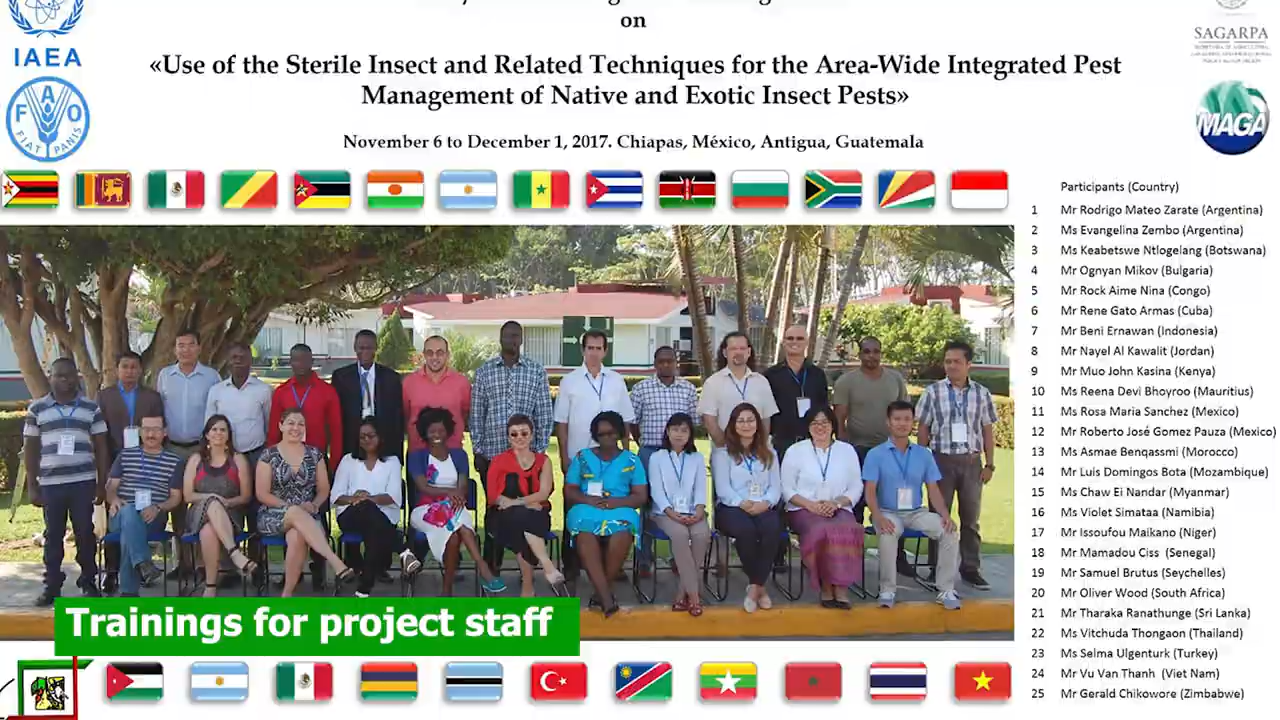 on
IAEA
SAGARPA
«Use of the Sterile Insect and Related Techniques for the Area-Wide Integrated Pest
Management of Native and Exotic Insect Pests»
FAO
FIAT PANIS
MAGA
November 6 to December 1, 2017. Chiapas, México, Antigua, Guatemala
Participants (Country)
1 Mr Rodrigo Mateo Zarate (Argentina)
2 Ms Evangelina Zembo (Argentina)
3 Ms Keabetswe Ntlogelang (Botswana)
4 Mr Ognyan Mikov (Bulgaria)
5 Mr Rock Aime Nina (Congo)
6 Mr Rene Gato Armas (Cuba)
7 Mr Beni Ernawan (Indonesia)
8 Mr Nayel Al Kawalit (Jordan)
9 Mr Muo John Kasina (Kenya)
10 Ms Reena Devi Bhoyroo (Mauritius)
11 Ms Rosa Maria Sanchez (Mexico)
12 Mr Roberto José Gomez Pauza (Mexico)
13 Ms Asmae Benqassmi (Morocco)
14 Mr Luis Domingos Bota (Mozambique)
15 Ms Chaw Ei Nandar (Myanmar)
16 Ms Violet Simataa (Namibia)
17 Mr Issoufou Maikano (Niger)
18 Mr Mamadou Ciss (Senegal)
19 Mr Samuel Brutus (Seychelles)
20 Mr Oliver Wood (South Africa)
21 Mr Tharaka Ranathunge (Sri Lanka)
22 Ms Vitchuda Thongaon (Thailand)
23 Ms Selma Ulgenturk (Turkey)
24 Mr Vu Van Thanh (Viet Nam)
25 Mr Gerald Chikowore (Zimbabwe)
Trainings for project staff